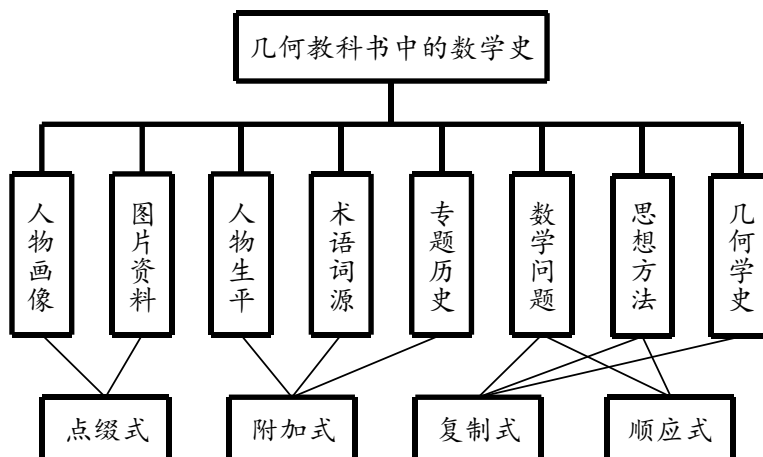 几何教科书中的数学史
人物画像
图片资料
人物生平
术语词源
专题历史
数学问题
思想方法
几何学史
点缀式
附加式
复制式
顺应式